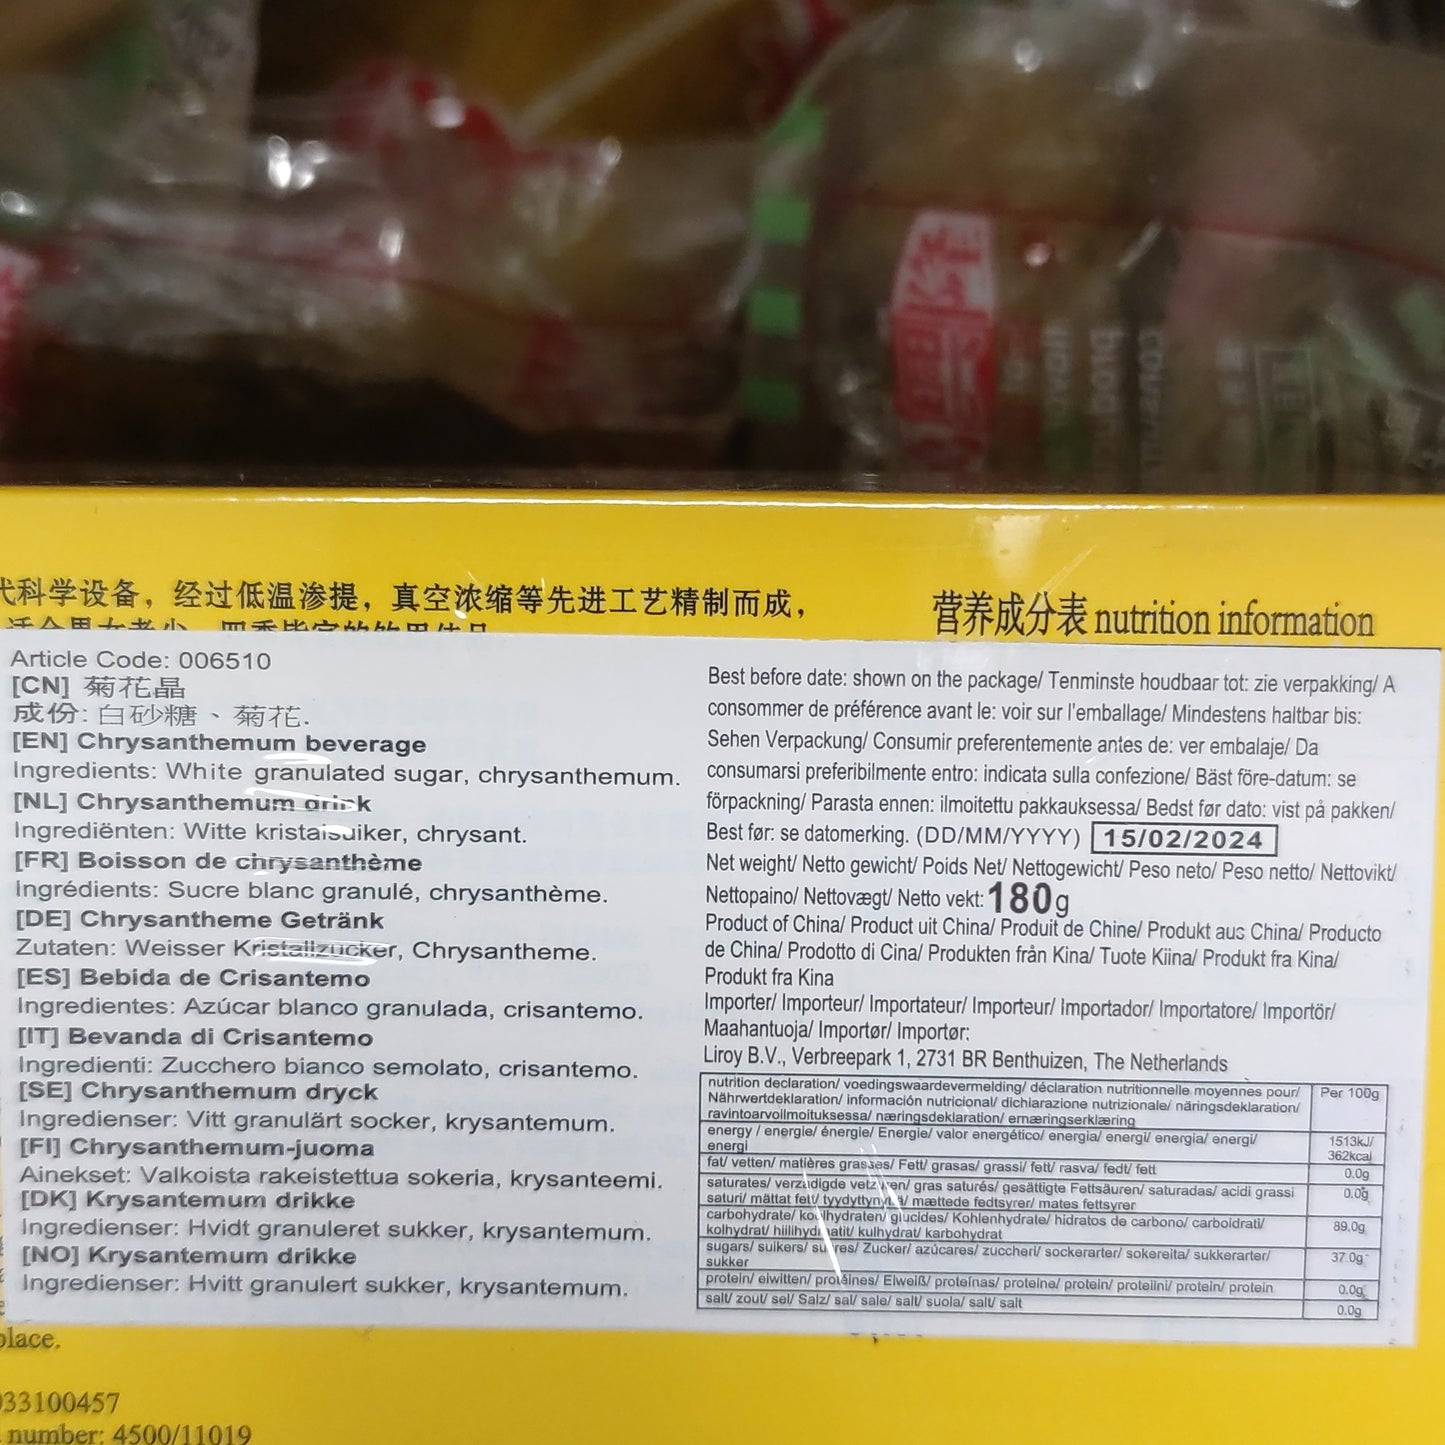 代科学设备，经过低温渗提，真空浓缩等先进工艺精制而成，
营养成分表 nutrition information
Article Code: 006510
[CN] 菊花晶
成份: 白砂糖、菊花.
[EN] Chrysanthemum beverage
Ingredients: White granulated sugar, chrysanthemum.
[NL] Chrysanthemum drink
Ingrediënten: Witte kristalsuiker, chrysant.
[FR] Boisson de chrysanthème
Ingrédients: Sucre blanc granulé, chrysanthème.
[DE] Chrysantheme Getränk
Zutaten: Weisser Kristallzucker, Chrysantheme.
[ES] Bebida de Crisantemo
Ingredientes: Azúcar blanco granulada, crisantemo.
[IT] Bevanda di Crisantemo
Ingredienti: Zucchero bianco semolato, crisantemo.
[SE] Chrysanthemum dryck
Ingredienser: Vitt granulärt socker, krysantemum.
[FI] Chrysanthemum-juoma
Ainekset: Valkoista rakeistettua sokeria, krysanteemi.
[DK] Krysantemum drikke
Ingredienser: Hvidt granuleret sukker, krysantemum.
[NO] Krysantemum drikke
Ingredienser: Hvitt granulert sukker, krysantemum.
Best before date: shown on the package/ Tenminste houdbaar tot: zie verpakking/ A
consommer de préférence avant le: voir sur l'emballage/ Mindestens haltbar bis:
Sehen Verpackung/ Consumir preferentemente antes de: ver embalaje/ Da
consumarsi preferibilmente entro: indicata sulla confezione/ Bäst före-datum: se
förpackning/ Parasta ennen: ilmoitettu pakkauksessa/ Bedst før dato: vist på pakken/
Best før: se datomerking. (DD/MM/YYYY) 15/02/2024
Net weight/ Netto gewicht/ Poids Net/ Nettogewicht/ Peso neto/ Peso netto/ Nettovikt/
Nettopaino/ Nettovægt/ Netto vekt: 180g
Product of China/ Product uit China/ Produit de Chine/ Produkt aus China/ Producto
de China/ Prodotto di Cina/ Produkten från Kina/ Tuote Kiina/ Produkt fra Kina/
Produkt fra Kina
Importer/ Importeur/ Importateur/ Importeur/ Importador/ Importatore/ Importör/
Maahantuoja/ Importør/ Importør:
Liroy B.V., Verbreepark 1, 2731 BR Benthuizen, The Netherlands
nutrition declaration/ voedingswaardevermelding/ déclaration nutritionnelle moyennes pour/ Per 100g
Nährwertdeklaration/ información nutricional/ dichiarazione nutrizionale/ näringsdeklaration/
ravintoarvoilmoituksessa/ næringsdeklaration/ ernæringserklæring
energy / energie/ énergie/ Energie/ valor energético/ energia/ energi/ energia/ energi/ 1513kJ/
energi 362kcal
fat/ vetten/ matières grasses/ Fett/ grasas/ grassi/ fett/ rasva/ fedt/ fett 0.0g
saturates/ verzadigde vetzuren/ gras saturés/ gesättigte Fettsäuren/ saturadas/ acidi grassi 0.0g
saturi/ mättat fett/ tyydyttynyttä/ mættede fedtsyrer/ mates fettsyrer
carbohydrate/ koolhydraten/ glucides/ Kohlenhydrate/ hidratos de carbono/ carboidrati/ 89.0g
kolhydrat/ hiilihydraatit/ kulhydrat/ karbohydrat
sugars/ suikers/ sucres/ Zucker/ azúcares/ zuccheri/ sockerarter/ sokereita/ sukkerarter/ 37.0g
sukker
protein/ eiwitten/ protéines/ Eiweiß/ proteínas/ proteine/ protein/ proteiini/ protein/ protein 0.0g
salt/ zout/ sel/ Salz/ sal/ sale/ salt/ suola/ salt/ salt 0.0g
place.
033100457
number: 4500/11019